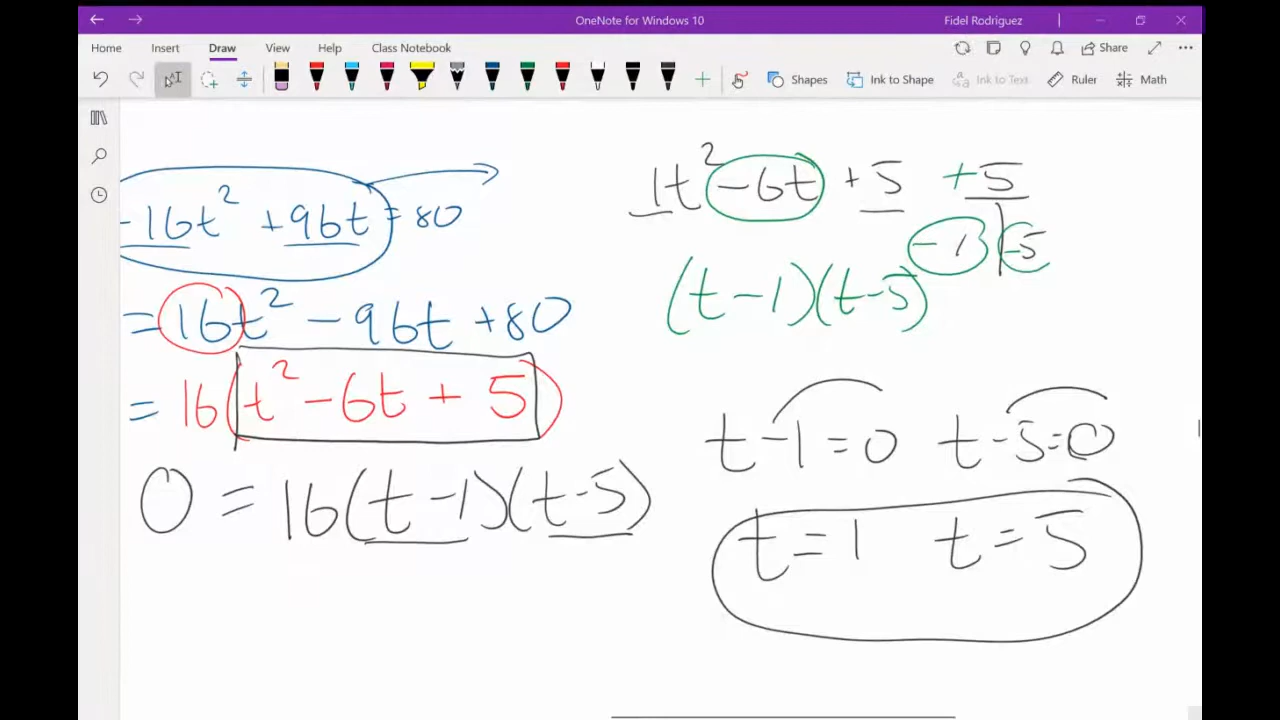 OneNote for Windows 10
Fidel Rodriguez
Home Insert Draw View Help Class Notebook Share
Shapes Ink to Shape Ink to Text Ruler Math
-16t² +96t = 80
= 16t² - 96t +80
= 16(t² - 6t + 5)
0 = 16(t-1)(t-5)
1t² -6t +5 +5
-1 | -5
(t-1)(t-5)
t-1=0 t-5=0
t=1 t=5